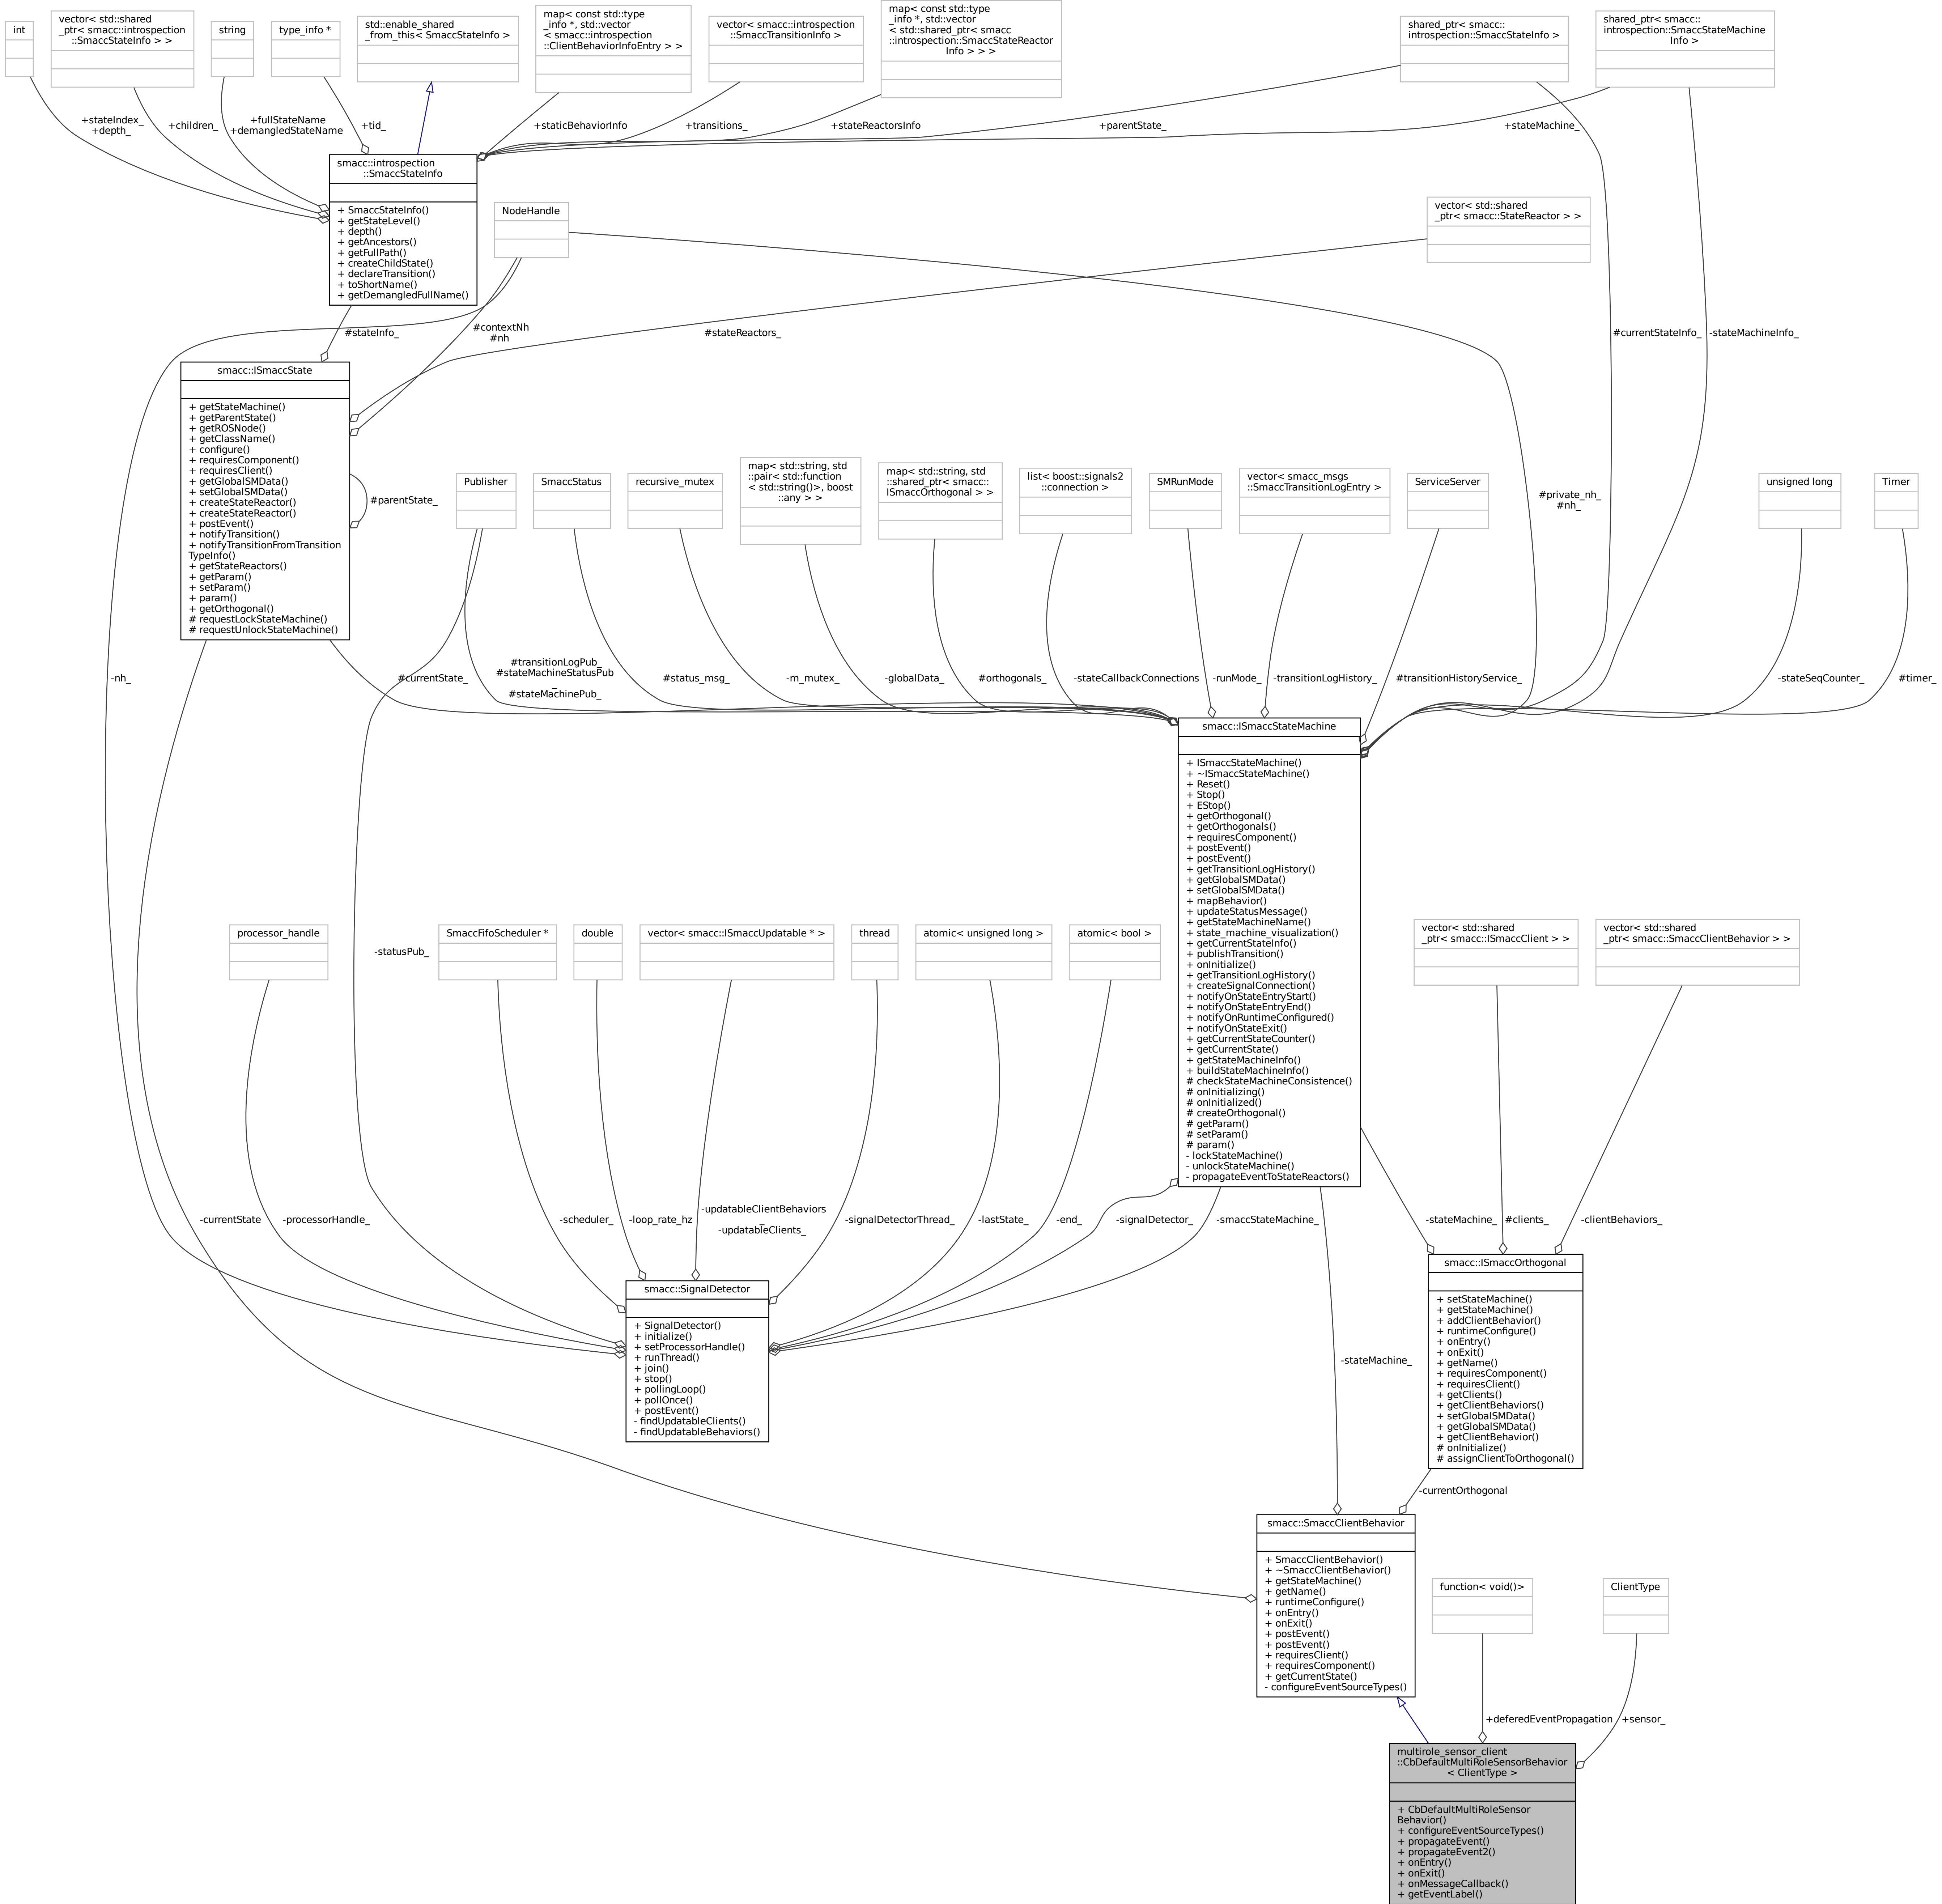 int
vector< std::shared
_ptr< smacc::introspection
::SmaccStateInfo > >
string
type_info *
std::enable_shared
_from_this< SmaccStateInfo >
map< const std::type
_info *, std::vector
< smacc::introspection
::ClientBehaviorInfoEntry > >
vector< smacc::introspection
::SmaccTransitionInfo >
map< const std::type
_info *, std::vector
< std::shared_ptr< smacc
::introspection::SmaccStateReactor
Info > > >
shared_ptr< smacc::
introspection::SmaccStateInfo >
shared_ptr< smacc::
introspection::SmaccStateMachine
Info >
+stateIndex_
+depth_
+children_
+fullStateName
+demangledStateName
+tid_
+staticBehaviorInfo
+transitions_
+stateReactorsInfo
+parentState_
+stateMachine_
smacc::introspection
::SmaccStateInfo
+ SmaccStateInfo()
+ getStateLevel()
+ depth()
+ getAncestors()
+ getFullPath()
+ createChildState()
+ declareTransition()
+ toShortName()
+ getDemangledFullName()
NodeHandle
vector< std::shared
_ptr< smacc::StateReactor > >
#stateInfo_
#contextNh
#nh
#stateReactors_
#currentStateInfo_
-stateMachineInfo_
smacc::ISmaccState
+ getStateMachine()
+ getParentState()
+ getROSNode()
+ getClassName()
+ configure()
+ requiresComponent()
+ requiresClient()
+ getGlobalSMData()
+ setGlobalSMData()
+ createStateReactor()
+ createStateReactor()
+ postEvent()
+ notifyTransition()
+ notifyTransitionFromTransition
TypeInfo()
+ getStateReactors()
+ getParam()
+ setParam()
+ param()
+ getOrthogonal()
# requestLockStateMachine()
# requestUnlockStateMachine()
#parentState_
Publisher
SmaccStatus
recursive_mutex
map< std::string, std
::pair< std::function
< std::string()>, boost
::any > >
map< std::string, std
::shared_ptr< smacc::
ISmaccOrthogonal > >
list< boost::signals2
::connection >
SMRunMode
vector< smacc_msgs
::SmaccTransitionLogEntry >
ServiceServer
#private_nh_
#nh_
unsigned long
Timer
-nh_
#currentState_
#transitionLogPub_
#stateMachineStatusPub
_
#stateMachinePub_
#status_msg_
-m_mutex_
-globalData_
#orthogonals_
-stateCallbackConnections
-runMode_
-transitionLogHistory_
#transitionHistoryService_
-stateSeqCounter_
#timer_
smacc::ISmaccStateMachine
+ ISmaccStateMachine()
+ ~ISmaccStateMachine()
+ Reset()
+ Stop()
+ EStop()
+ getOrthogonal()
+ getOrthogonals()
+ requiresComponent()
+ postEvent()
+ postEvent()
+ getTransitionLogHistory()
+ getGlobalSMData()
+ setGlobalSMData()
+ mapBehavior()
+ updateStatusMessage()
+ getStateMachineName()
+ state_machine_visualization()
+ getCurrentStateInfo()
+ publishTransition()
+ onInitialize()
+ getTransitionLogHistory()
+ createSignalConnection()
+ notifyOnStateEntryStart()
+ notifyOnStateEntryEnd()
+ notifyOnRuntimeConfigured()
+ notifyOnStateExit()
+ getCurrentStateCounter()
+ getCurrentState()
+ getStateMachineInfo()
+ buildStateMachineInfo()
# checkStateMachineConsistence()
# onInitializing()
# onInitialized()
# createOrthogonal()
# getParam()
# setParam()
# param()
- lockStateMachine()
- unlockStateMachine()
- propagateEventToStateReactors()
-statusPub_
processor_handle
SmaccFifoScheduler *
double
vector< smacc::ISmaccUpdatable * >
thread
atomic< unsigned long >
atomic< bool >
vector< std::shared
_ptr< smacc::ISmaccClient > >
vector< std::shared
_ptr< smacc::SmaccClientBehavior > >
-currentState
-processorHandle_
-scheduler_
-loop_rate_hz
-updatableClientBehaviors
_
-updatableClients_
-signalDetectorThread_
-lastState_
-end_
-signalDetector_
-smaccStateMachine_
-stateMachine_
#clients_
-clientBehaviors_
smacc::SignalDetector
+ SignalDetector()
+ initialize()
+ setProcessorHandle()
+ runThread()
+ join()
+ stop()
+ pollingLoop()
+ pollOnce()
+ postEvent()
- findUpdatableClients()
- findUpdatableBehaviors()
-stateMachine_
smacc::ISmaccOrthogonal
+ setStateMachine()
+ getStateMachine()
+ addClientBehavior()
+ runtimeConfigure()
+ onEntry()
+ onExit()
+ getName()
+ requiresComponent()
+ requiresClient()
+ getClients()
+ getClientBehaviors()
+ setGlobalSMData()
+ getGlobalSMData()
+ getClientBehavior()
# onInitialize()
# assignClientToOrthogonal()
-currentOrthogonal
smacc::SmaccClientBehavior
+ SmaccClientBehavior()
+ ~SmaccClientBehavior()
+ getStateMachine()
+ getName()
+ runtimeConfigure()
+ onEntry()
+ onExit()
+ postEvent()
+ postEvent()
+ requiresClient()
+ requiresComponent()
+ getCurrentState()
- configureEventSourceTypes()
function< void()>
ClientType
+deferedEventPropagation
+sensor_
multirole_sensor_client
::CbDefaultMultiRoleSensorBehavior
< ClientType >
+ CbDefaultMultiRoleSensor
Behavior()
+ configureEventSourceTypes()
+ propagateEvent()
+ propagateEvent2()
+ onEntry()
+ onExit()
+ onMessageCallback()
+ getEventLabel()